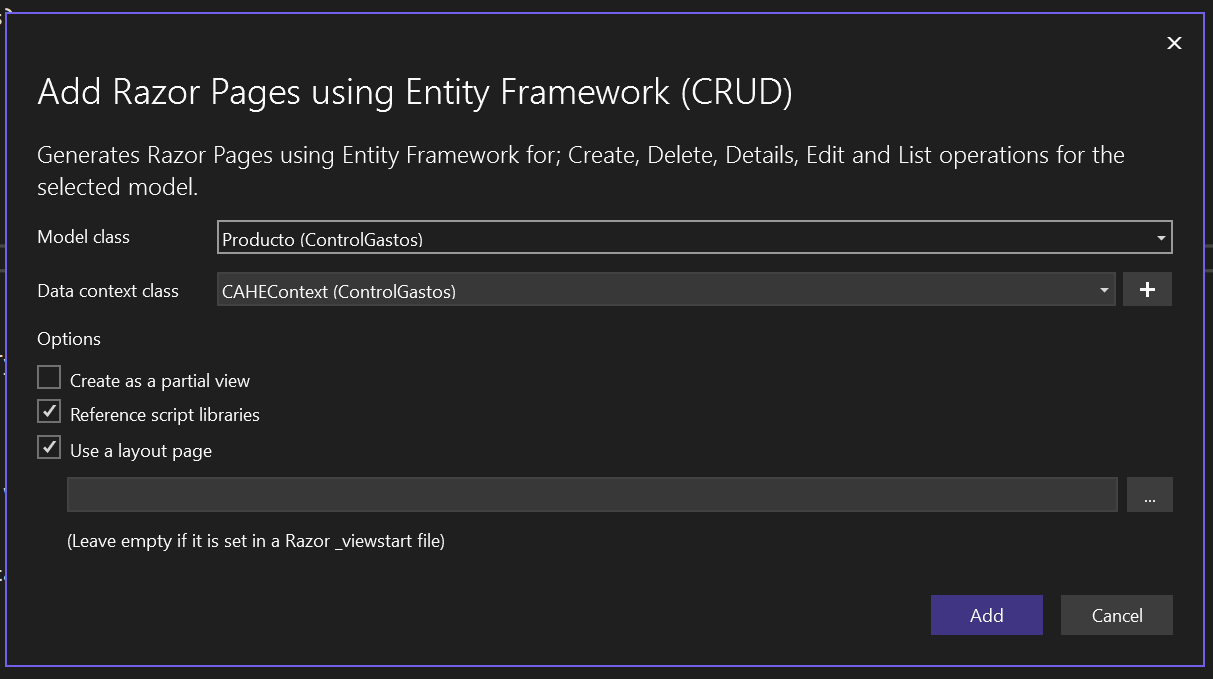 Add Razor Pages using Entity Framework (CRUD)
Generates Razor Pages using Entity Framework for; Create, Delete, Details, Edit and List operations for the
selected model.
Model class
Producto (ControlGastos)
Data context class
CAHEContext (ControlGastos)
Options
Create as a partial view
Reference script libraries
Use a layout page
...
(Leave empty if it is set in a Razor _viewstart file)
Add
Cancel